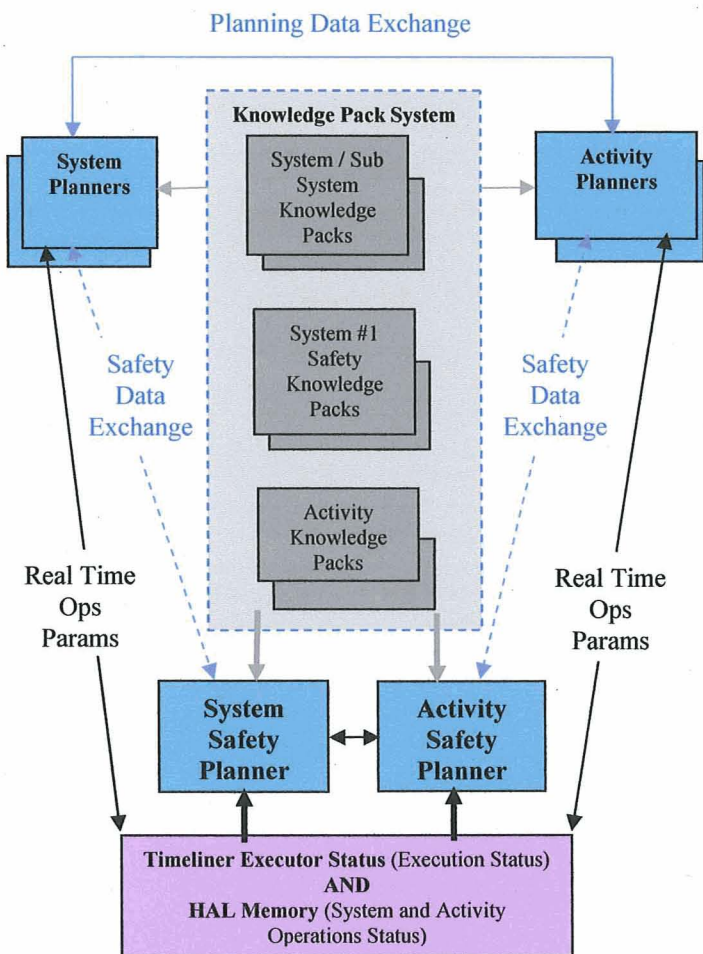 Planning Data Exchange
Knowledge Pack System
System
Planners
System / Sub
System
Knowledge
Packs
Activity
Planners
System #1
Safety
Knowledge
Packs
Safety
Data
Exchange
Safety
Data
Exchange
Activity
Knowledge
Packs
Real Time
Ops
Params
Real Time
Ops
Params
System
Safety
Planner
Activity
Safety
Planner
Timeliner Executor Status (Execution Status)
AND
HAL Memory (System and Activity
Operations Status)